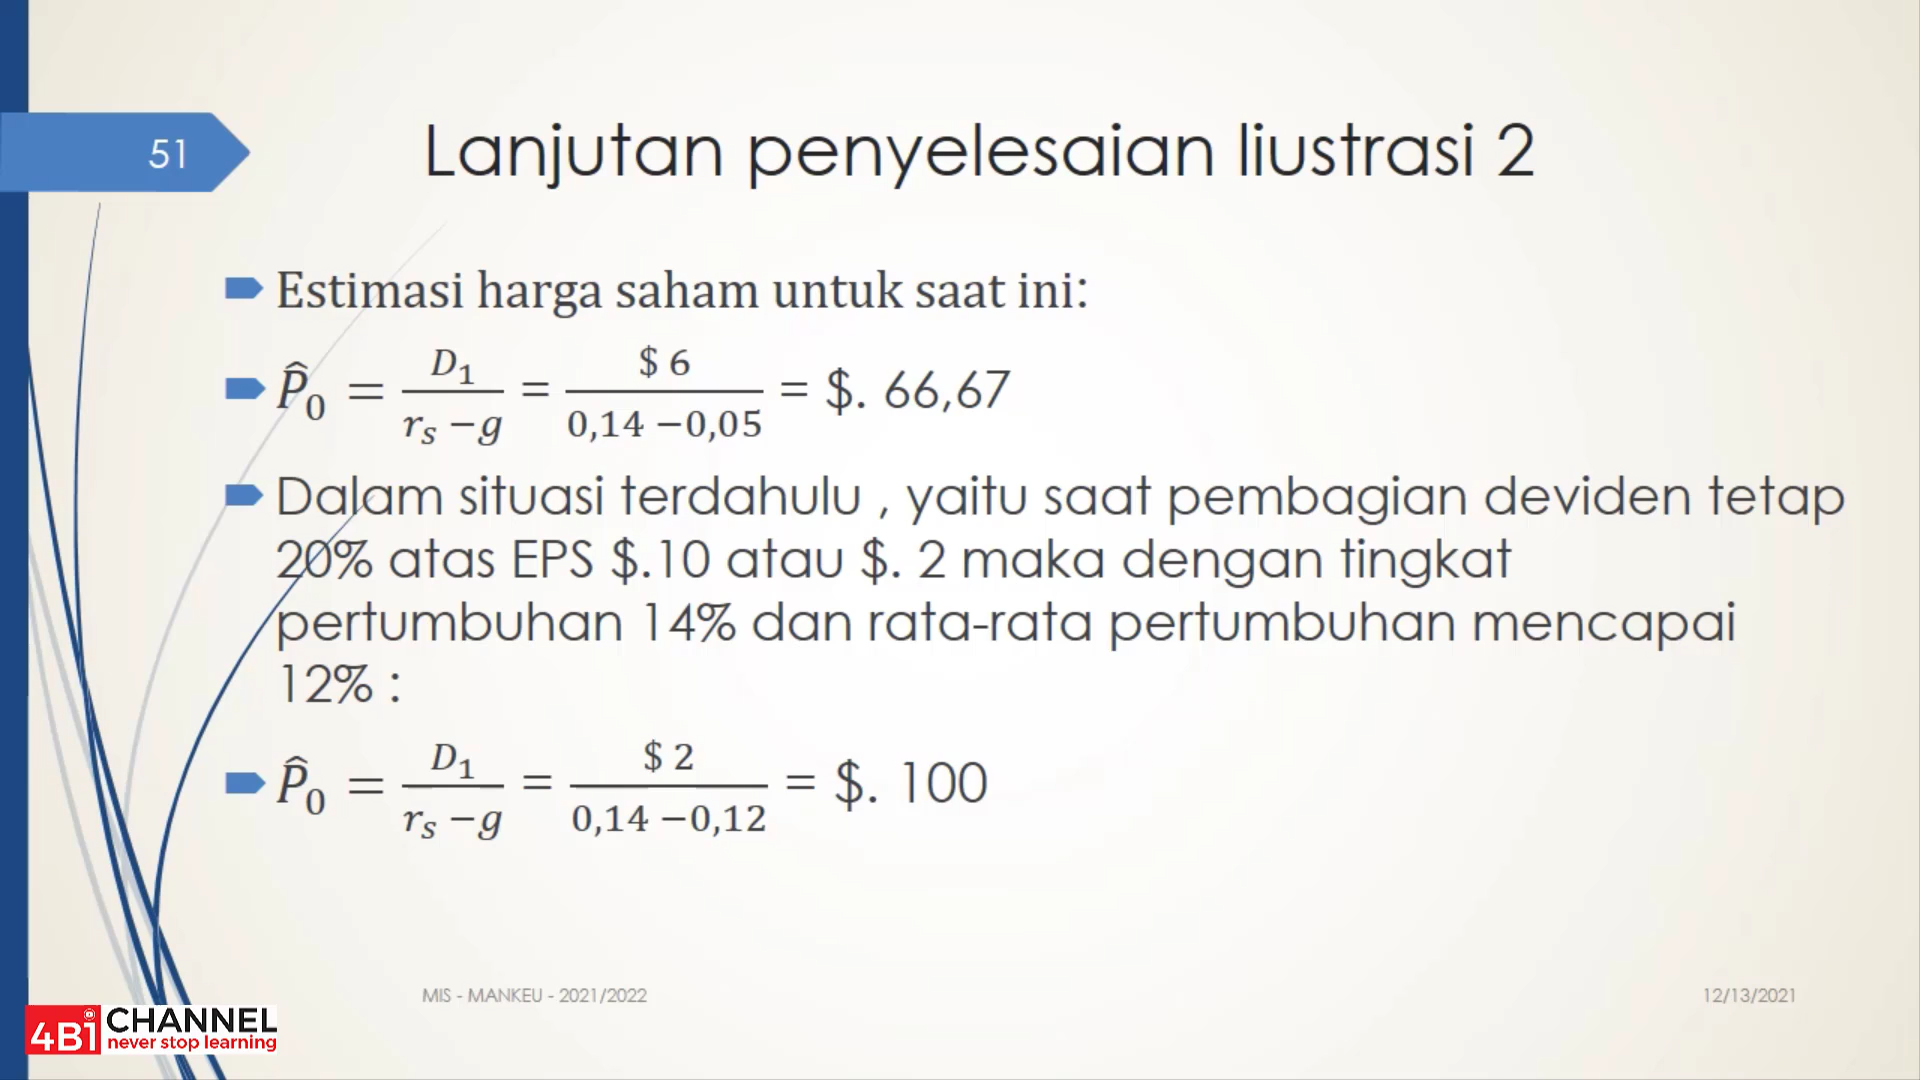 51
Lanjutan penyelesaian liustrasi 2
Estimasi harga saham untuk saat ini:
P̂₀ = D₁ / (rₛ − g) = $ 6 / (0,14 − 0,05) = $. 66,67
Dalam situasi terdahulu , yaitu saat pembagian deviden tetap
20% atas EPS $.10 atau $. 2 maka dengan tingkat
pertumbuhan 14% dan rata-rata pertumbuhan mencapai
12% :
P̂₀ = D₁ / (rₛ − g) = $ 2 / (0,14 − 0,12) = $. 100
MIS - MANKEU - 2021/2022
12/13/2021
4Bi CHANNEL
never stop learning